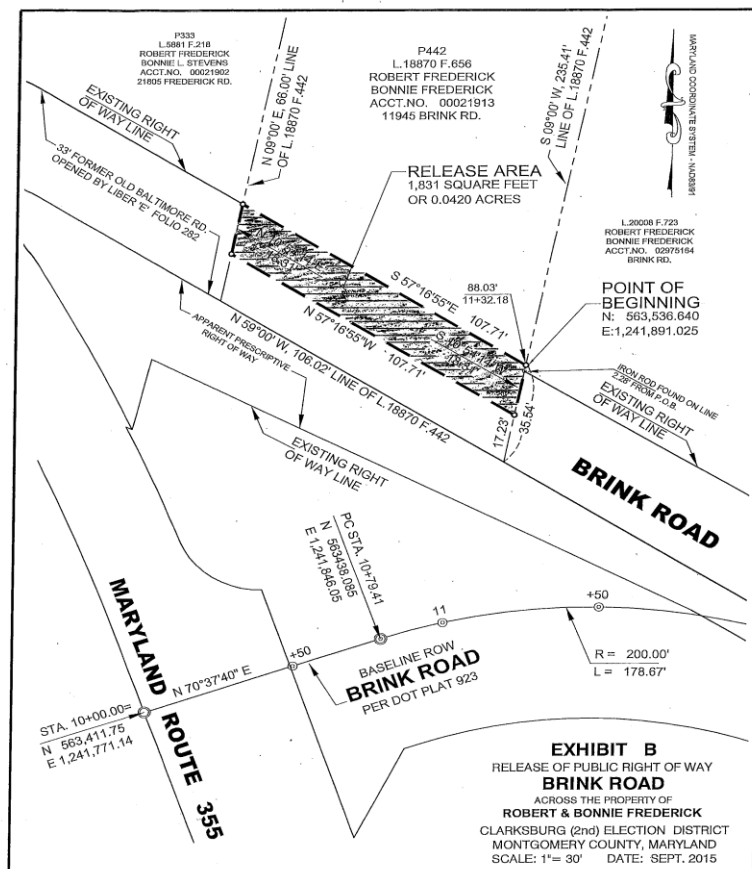 P333
L.5881 F.218
ROBERT FREDERICK
BONNIE L. STEVENS
ACCT.NO. 00021902
21805 FREDERICK RD.
P442
L.18870 F.656
ROBERT FREDERICK
BONNIE FREDERICK
ACCT.NO. 00021913
11945 BRINK RD.
N 09°00' E, 66.00' LINE
OF L.18870 F.442
S 09°00' W, 235.41'
LINE OF L.18870 F.442
MARYLAND COORDINATE SYSTEM - NAD83/91
EXISTING RIGHT
OF WAY LINE
33' FORMER OLD BALTIMORE RD.
OPENED BY LIBER 'E' FOLIO 282
RELEASE AREA
1,831 SQUARE FEET
OR 0.0420 ACRES
L.20008 F.723
ROBERT FREDERICK
BONNIE FREDERICK
ACCT.NO. 02975164
BRINK RD.
S 57°16'55"E 107.71'
88.03'
11+32.18
POINT OF
BEGINNING
N: 563,536.640
E:1,241,891.025
N 57°16'55"W 107.71'
IRON ROD FOUND ON LINE
2.28' FROM P.O.B.
EXISTING RIGHT
OF WAY LINE
N 59°00' W, 106.02' LINE OF L.18870 F.442
APPARENT PRESCRIPTIVE
RIGHT OF WAY
17.23'
35.54'
EXISTING RIGHT
OF WAY LINE
BRINK ROAD
PC STA. 10+79.41
N 563438.085
E 1,241,846.05
11
+50
+50
N 70°37'40" E
BASELINE ROW
BRINK ROAD
PER DOT PLAT 923
R = 200.00'
L = 178.67'
STA. 10+00.00=
N 563,411.75
E 1,241,771.14
MARYLAND ROUTE 355
EXHIBIT B
RELEASE OF PUBLIC RIGHT OF WAY
BRINK ROAD
ACROSS THE PROPERTY OF
ROBERT & BONNIE FREDERICK
CLARKSBURG (2nd) ELECTION DISTRICT
MONTGOMERY COUNTY, MARYLAND
SCALE: 1"= 30' DATE: SEPT. 2015